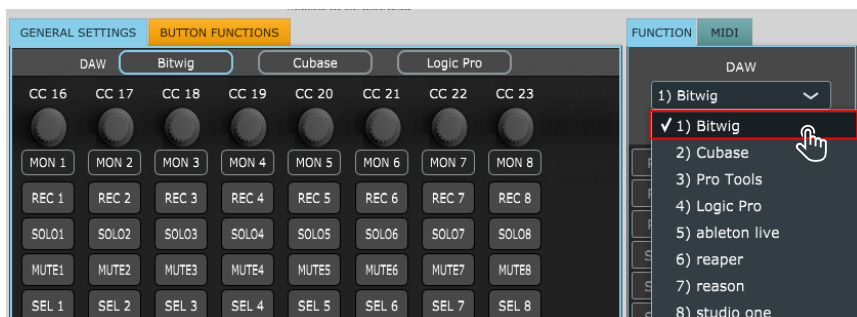 GENERAL SETTINGS BUTTON FUNCTIONS FUNCTION MIDI
DAW Bitwig Cubase Logic Pro DAW
CC 16 CC 17 CC 18 CC 19 CC 20 CC 21 CC 22 CC 23
1) Bitwig
✓ 1) Bitwig
MON 1 MON 2 MON 3 MON 4 MON 5 MON 6 MON 7 MON 8
2) Cubase
3) Pro Tools
REC 1 REC 2 REC 3 REC 4 REC 5 REC 6 REC 7 REC 8
4) Logic Pro
SOLO1 SOLO2 SOLO3 SOLO4 SOLO5 SOLO6 SOLO7 SOLO8
5) ableton live
6) reaper
MUTE1 MUTE2 MUTE3 MUTE4 MUTE5 MUTE6 MUTE7 MUTE8
7) reason
SEL 1 SEL 2 SEL 3 SEL 4 SEL 5 SEL 6 SEL 7 SEL 8
8) studio one